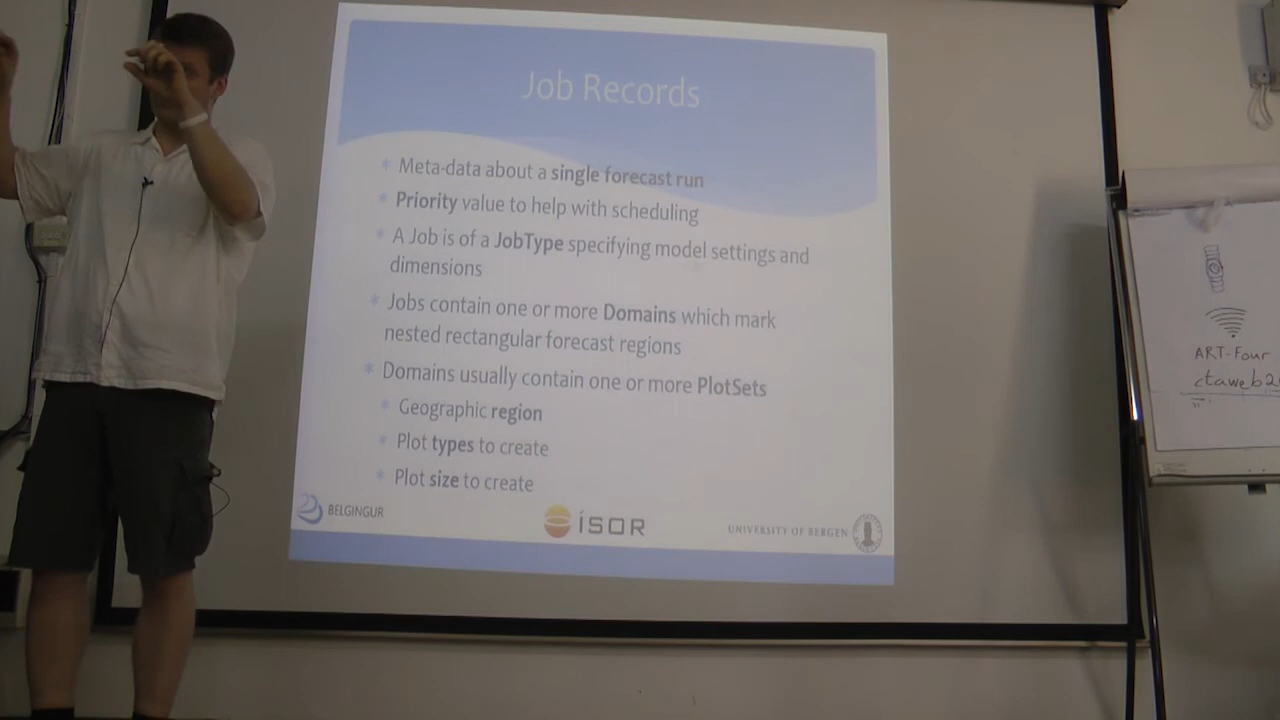 Job Records
Meta-data about a single forecast run
Priority value to help with scheduling
A Job is of a JobType specifying model settings and
dimensions
Jobs contain one or more Domains which mark
nested rectangular forecast regions
Domains usually contain one or more PlotSets
Geographic region
Plot types to create
Plot size to create
BELGINGUR
ÍSOR
UNIVERSITY OF BERGEN
ART-Four